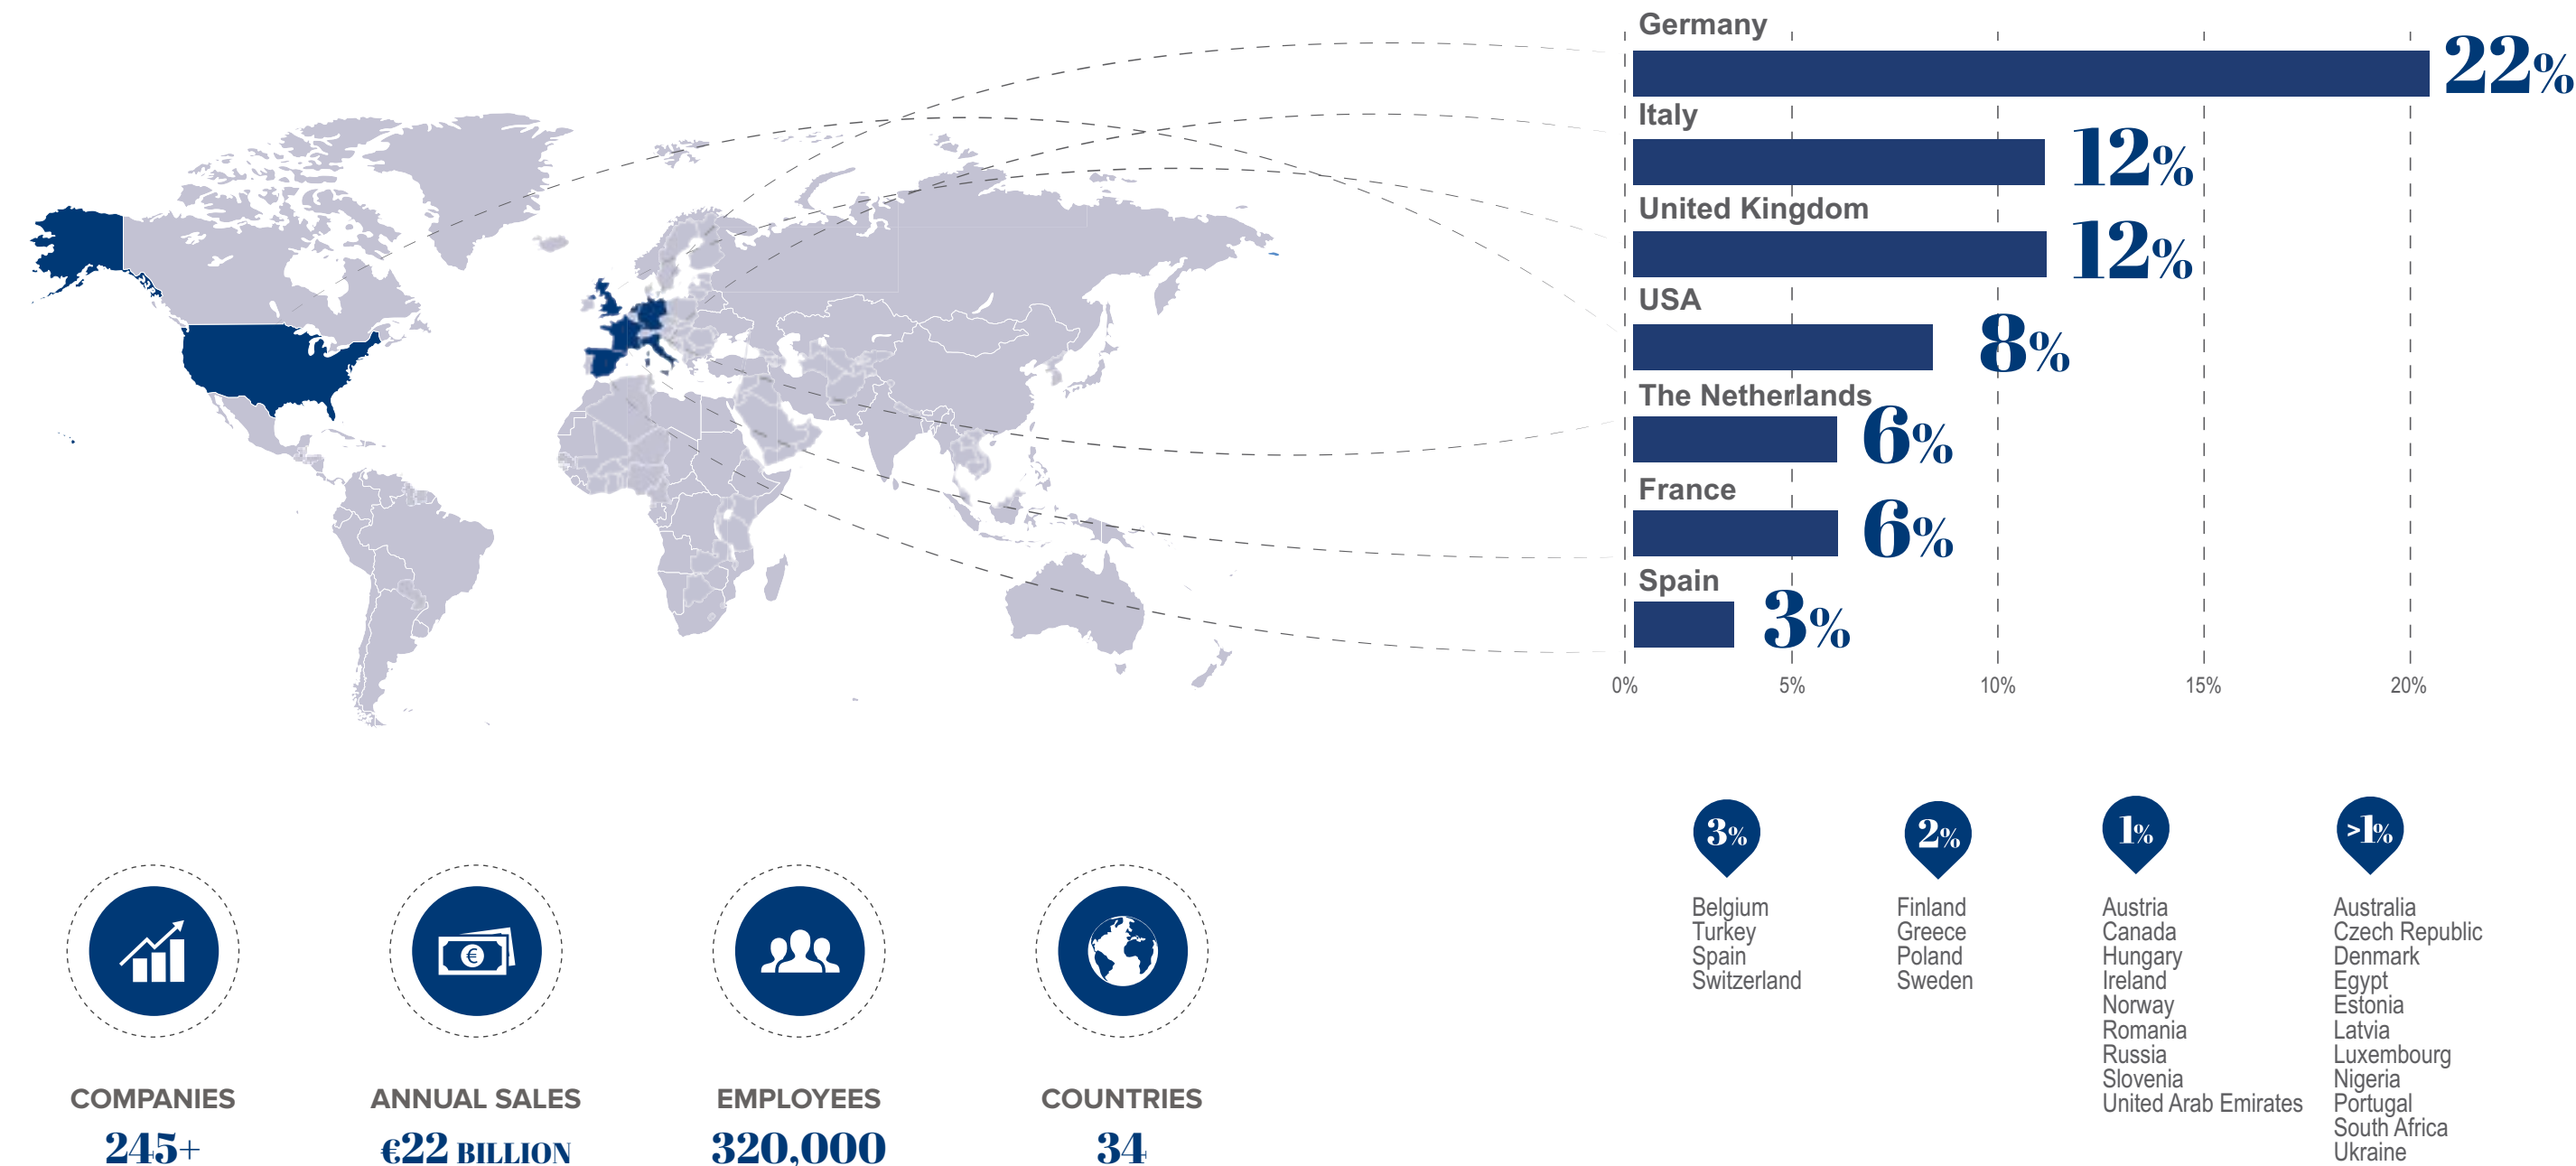 Germany
22%
Italy
12%
United Kingdom
12%
USA
8%
The Netherlands
6%
France
6%
Spain
3%
0% 5% 10% 15% 20%
3% 2% 1% >1%
Belgium
Turkey
Spain
Switzerland
Finland
Greece
Poland
Sweden
Austria
Canada
Hungary
Ireland
Norway
Romania
Russia
Slovenia
United Arab Emirates
Australia
Czech Republic
Denmark
Egypt
Estonia
Latvia
Luxembourg
Nigeria
Portugal
South Africa
Ukraine
€
COMPANIES
245+
ANNUAL SALES
€22 BILLION
EMPLOYEES
320,000
COUNTRIES
34